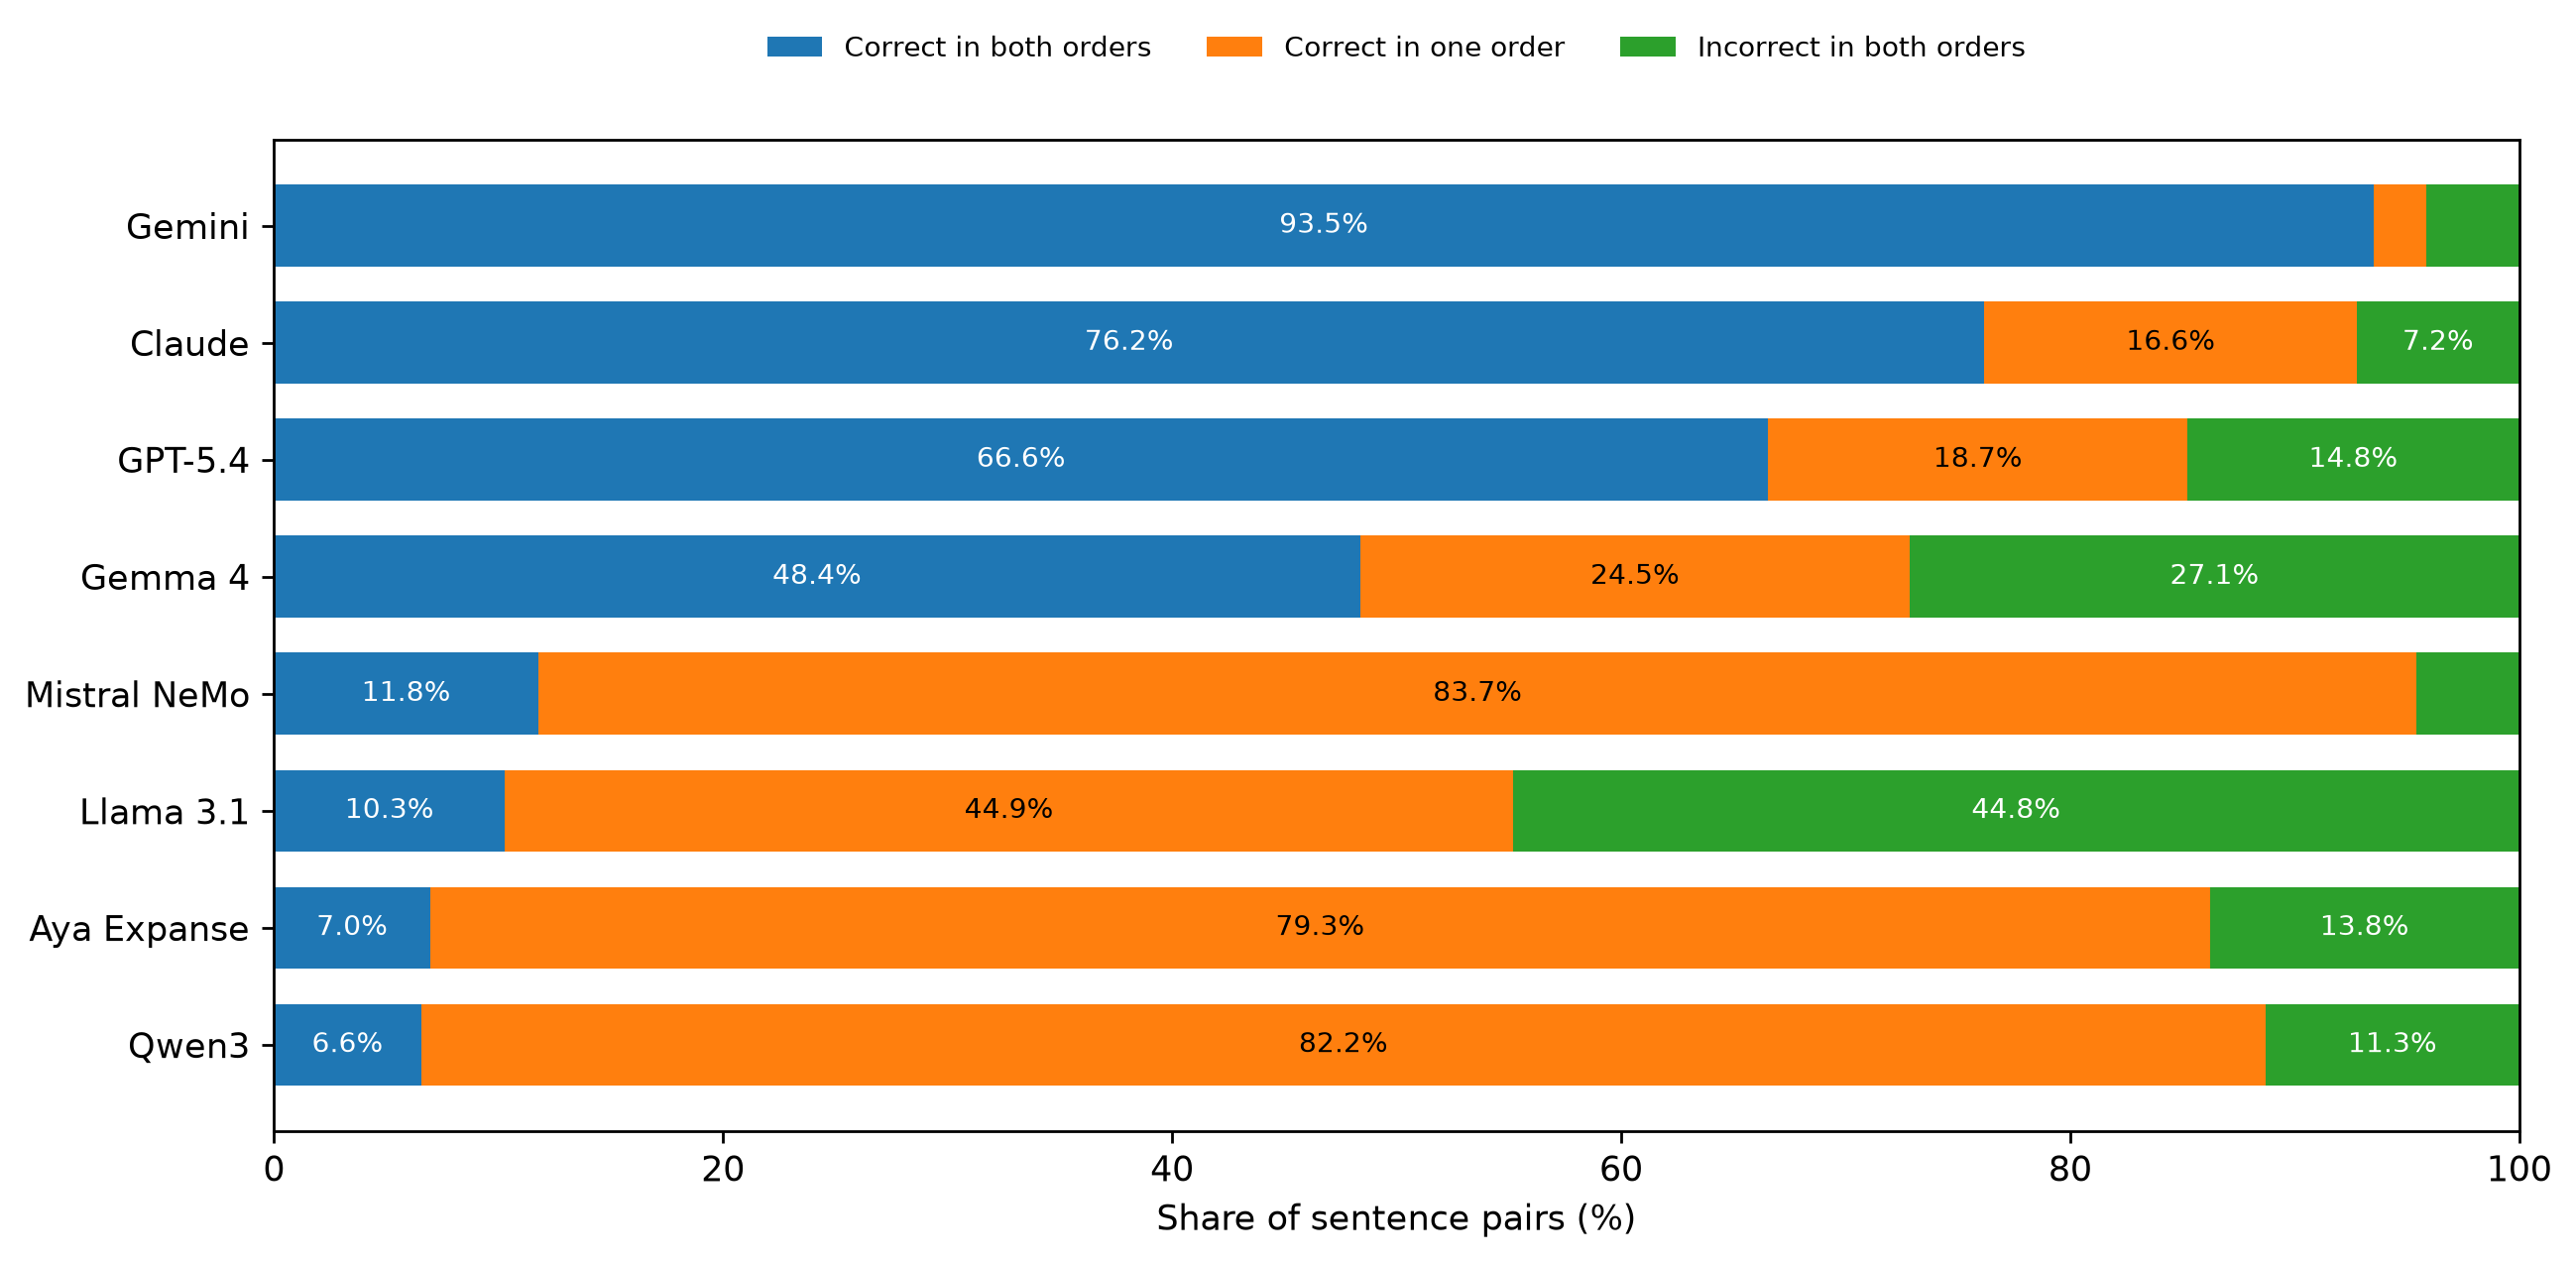 Correct in both orders Correct in one order Incorrect in both orders
Gemini 93.5%
Claude 76.2% 16.6% 7.2%
GPT-5.4 66.6% 18.7% 14.8%
Gemma 4 48.4% 24.5% 27.1%
Mistral NeMo 11.8% 83.7%
Llama 3.1 10.3% 44.9% 44.8%
Aya Expanse 7.0% 79.3% 13.8%
Qwen3 6.6% 82.2% 11.3%
0 20 40 60 80 100
Share of sentence pairs (%)